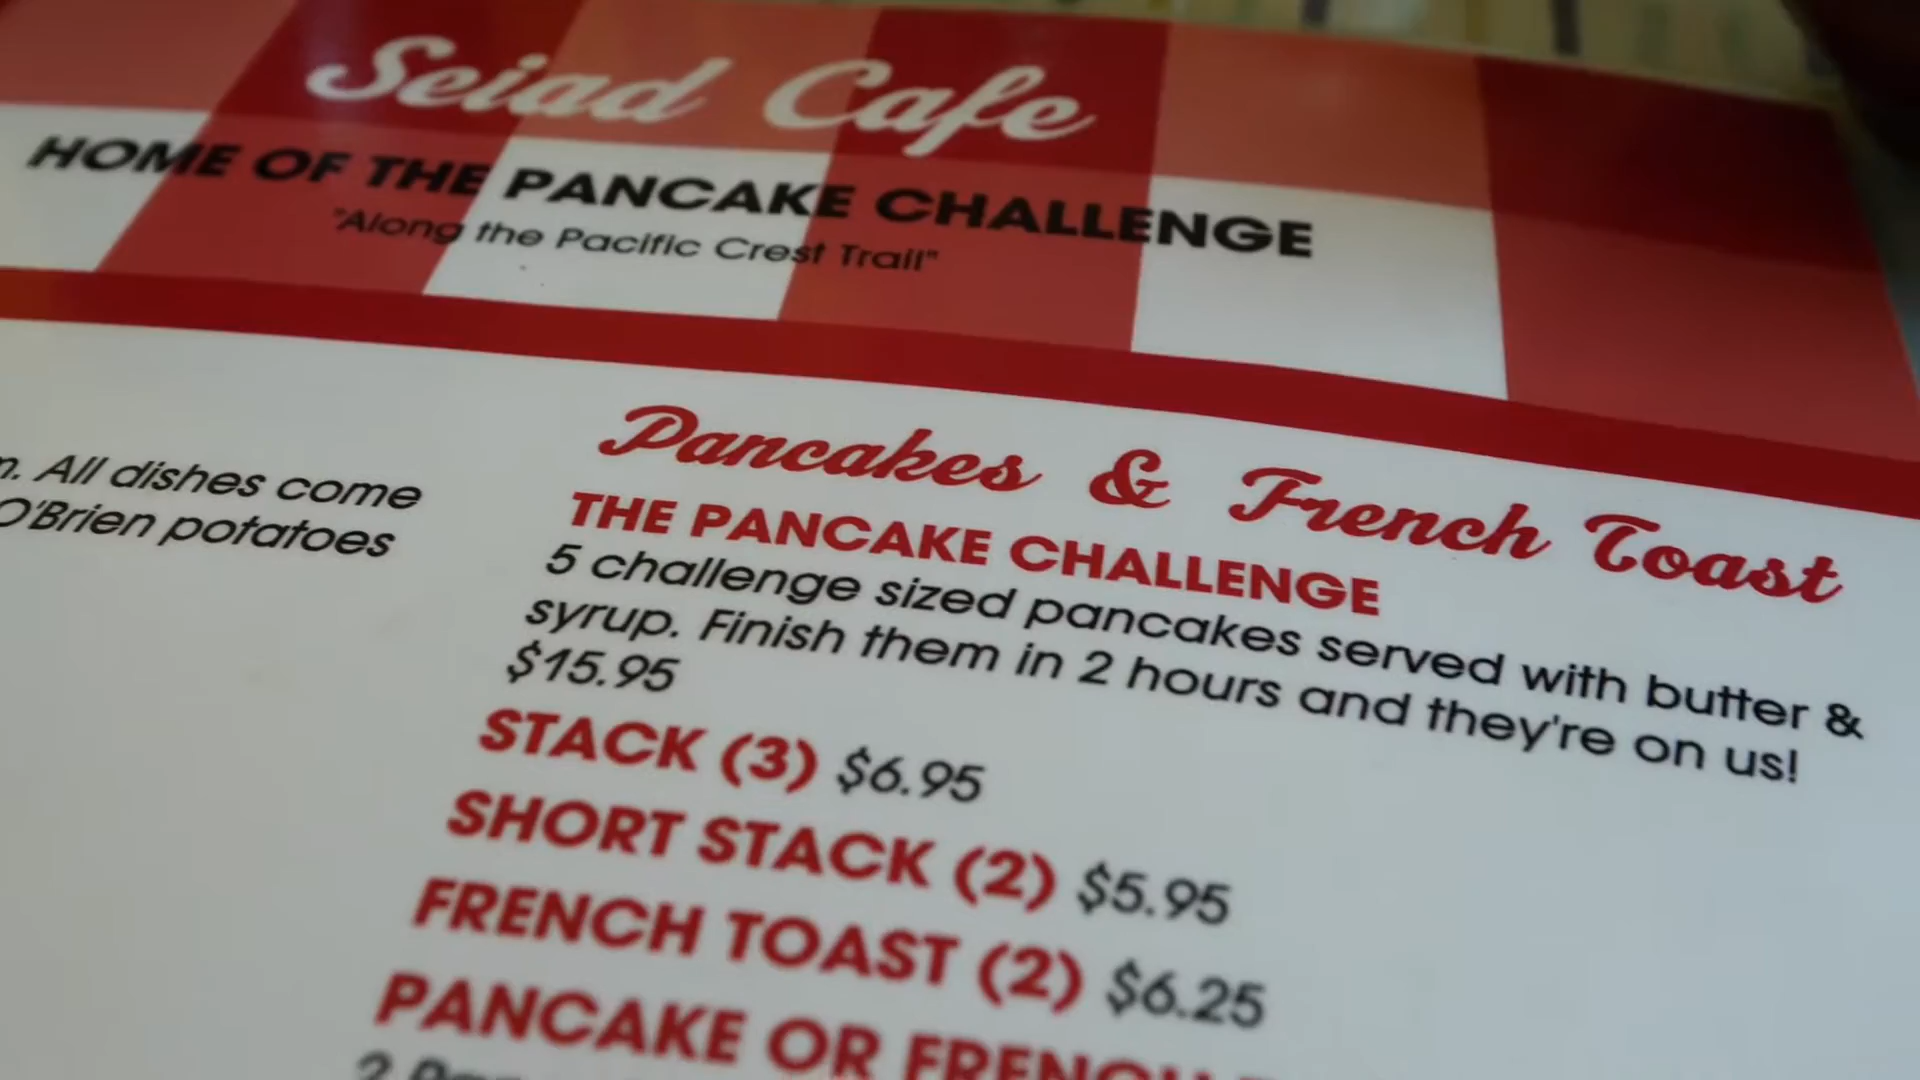 Seiad Cafe
HOME OF THE PANCAKE CHALLENGE
"Along the Pacific Crest Trail"
All dishes come
O'Brien potatoes
Pancakes & French Toast
THE PANCAKE CHALLENGE
5 challenge sized pancakes served with butter &
syrup. Finish them in 2 hours and they're on us!
$15.95
STACK (3) $6.95
SHORT STACK (2) $5.95
FRENCH TOAST (2) $6.25
PANCAKE OR FRENCH
2